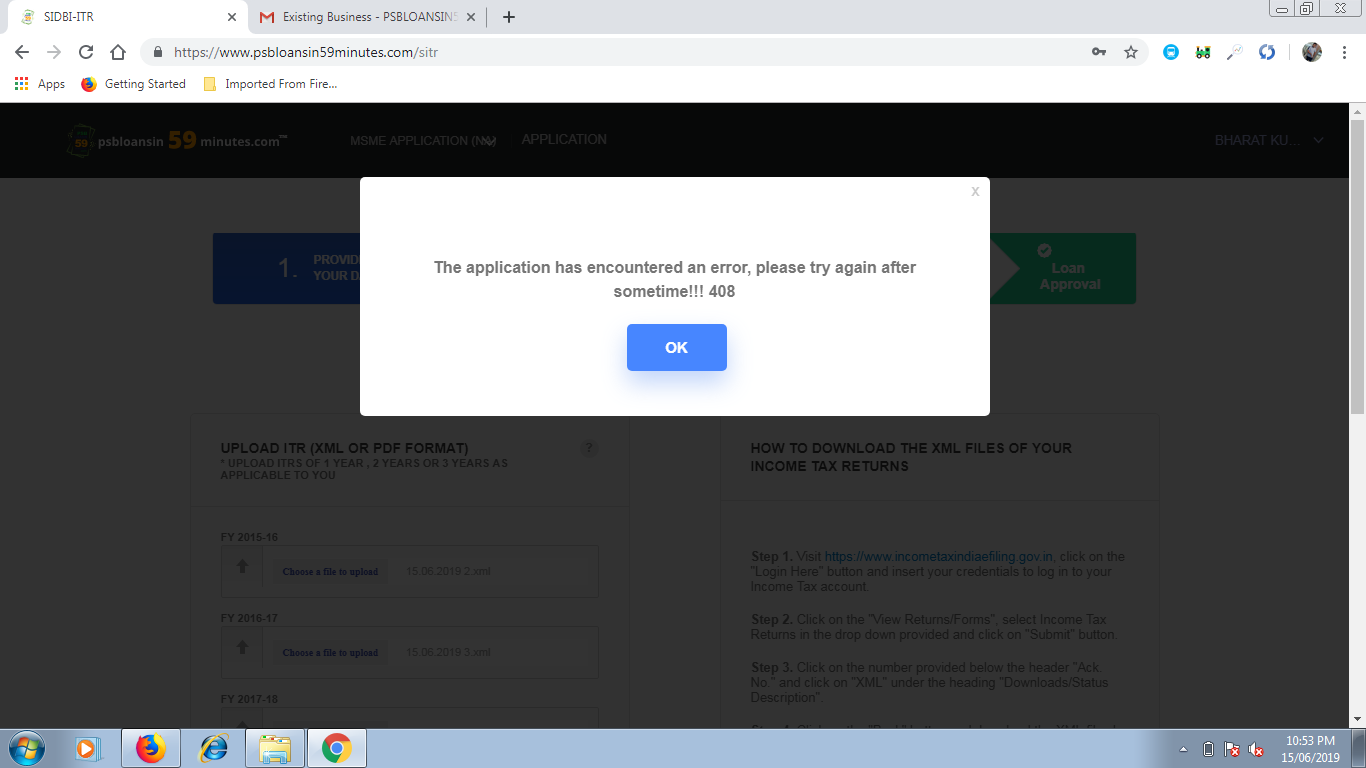 SIDBI-ITR
Existing Business - PSBLOANSIN5
https://www.psbloansin59minutes.com/sitr
Apps
Getting Started
Imported From Fire...
psbloansin 59 minutes.com™
MSME APPLICATION
APPLICATION
BHARAT KU...
X
The application has encountered an error, please try again after
sometime!!! 408
OK
1.
PROVID
YOUR D
Loan
Approval
UPLOAD ITR (XML OR PDF FORMAT)
?
* UPLOAD ITRS OF 1 YEAR , 2 YEARS OR 3 YEARS AS
APPLICABLE TO YOU
FY 2015-16
Choose a file to upload
15.06.2019 2.xml
FY 2016-17
Choose a file to upload
15.06.2019 3.xml
FY 2017-18
HOW TO DOWNLOAD THE XML FILES OF YOUR
INCOME TAX RETURNS
Step 1. Visit https://www.incometaxindiaefiling.gov.in, click on the
"Login Here" button and insert your credentials to log in to your
Income Tax account.
Step 2. Click on the "View Returns/Forms", select Income Tax
Returns in the drop down provided and click on "Submit" button.
Step 3. Click on the number provided below the header "Ack.
No." and click on "XML" under the heading "Downloads/Status
Description".
10:53 PM
15/06/2019